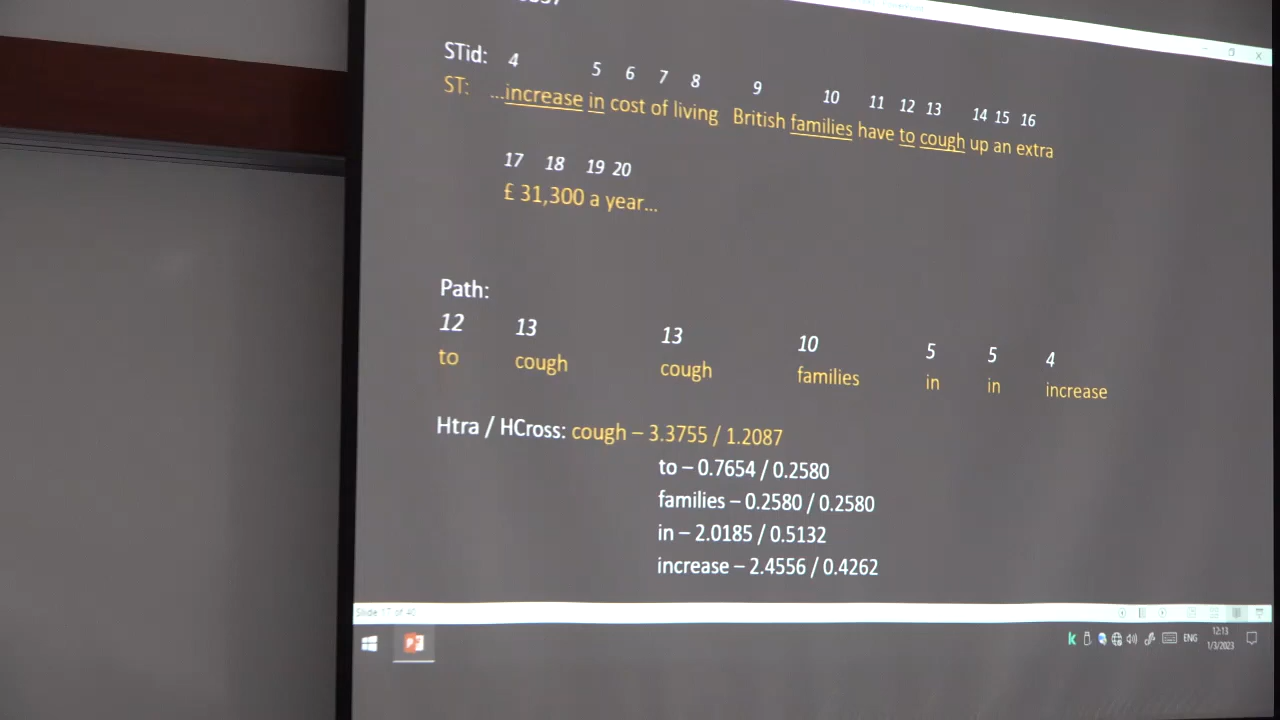 STid: 4 5 6 7 8 9 10 11 12 13 14 15 16
ST: ...increase in cost of living British families have to cough up an extra
17 18 19 20
£ 31,300 a year...
Path:
12 13 13 10 5 5 4
to cough cough families in in increase
Htra / HCross: cough – 3.3755 / 1.2087
to – 0.7654 / 0.2580
families – 0.2580 / 0.2580
in – 2.0185 / 0.5132
increase – 2.4556 / 0.4262
Slide 17 of 40
ENG
12:13
1/3/2023